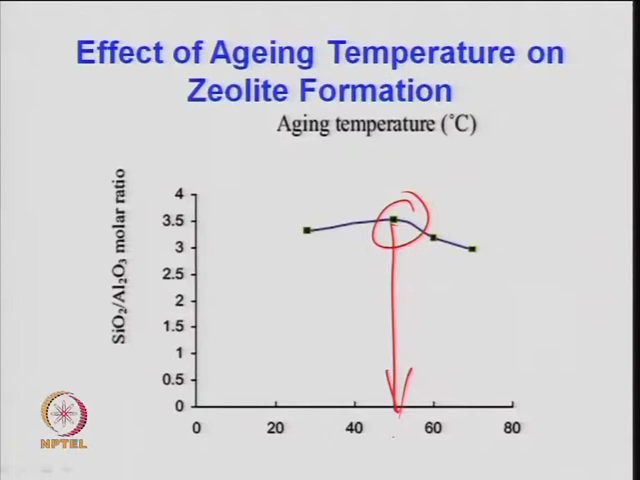 Effect of Ageing Temperature on
Zeolite Formation
Aging temperature (˚C)
SiO₂/Al₂O₃ molar ratio
4
3.5
3
2.5
2
1.5
1
0.5
0
0 20 40 60 80
NPTEL